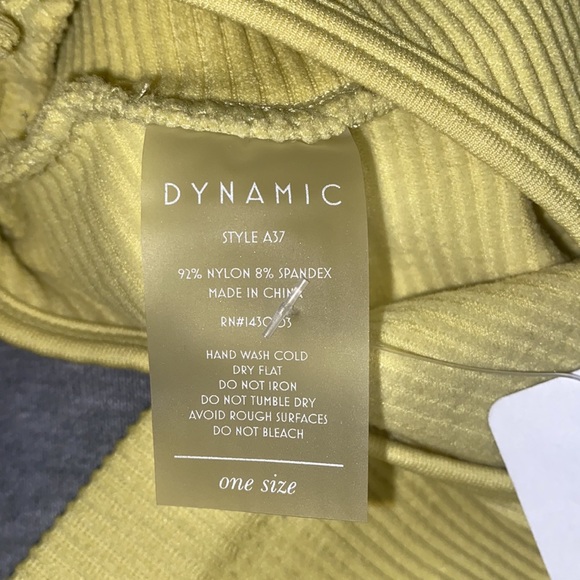 DYNAMIC
STYLE A37
92% NYLON 8% SPANDEX
MADE IN CHINA
HAND WASH COLD
DRY FLAT
DO NOT IRON
DO NOT TUMBLE DRY
AVOID ROUGH SURFACES
DO NOT BLEACH
one size